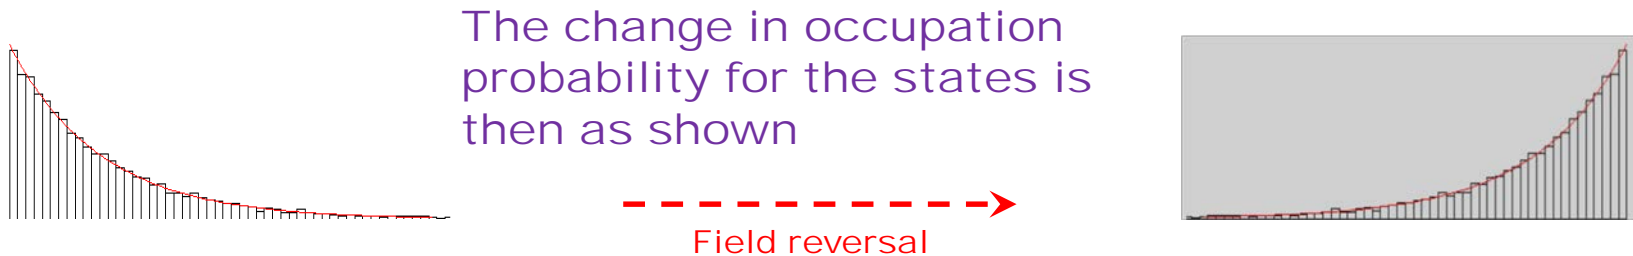 The change in occupation
probability for the states is
then as shown
Field reversal